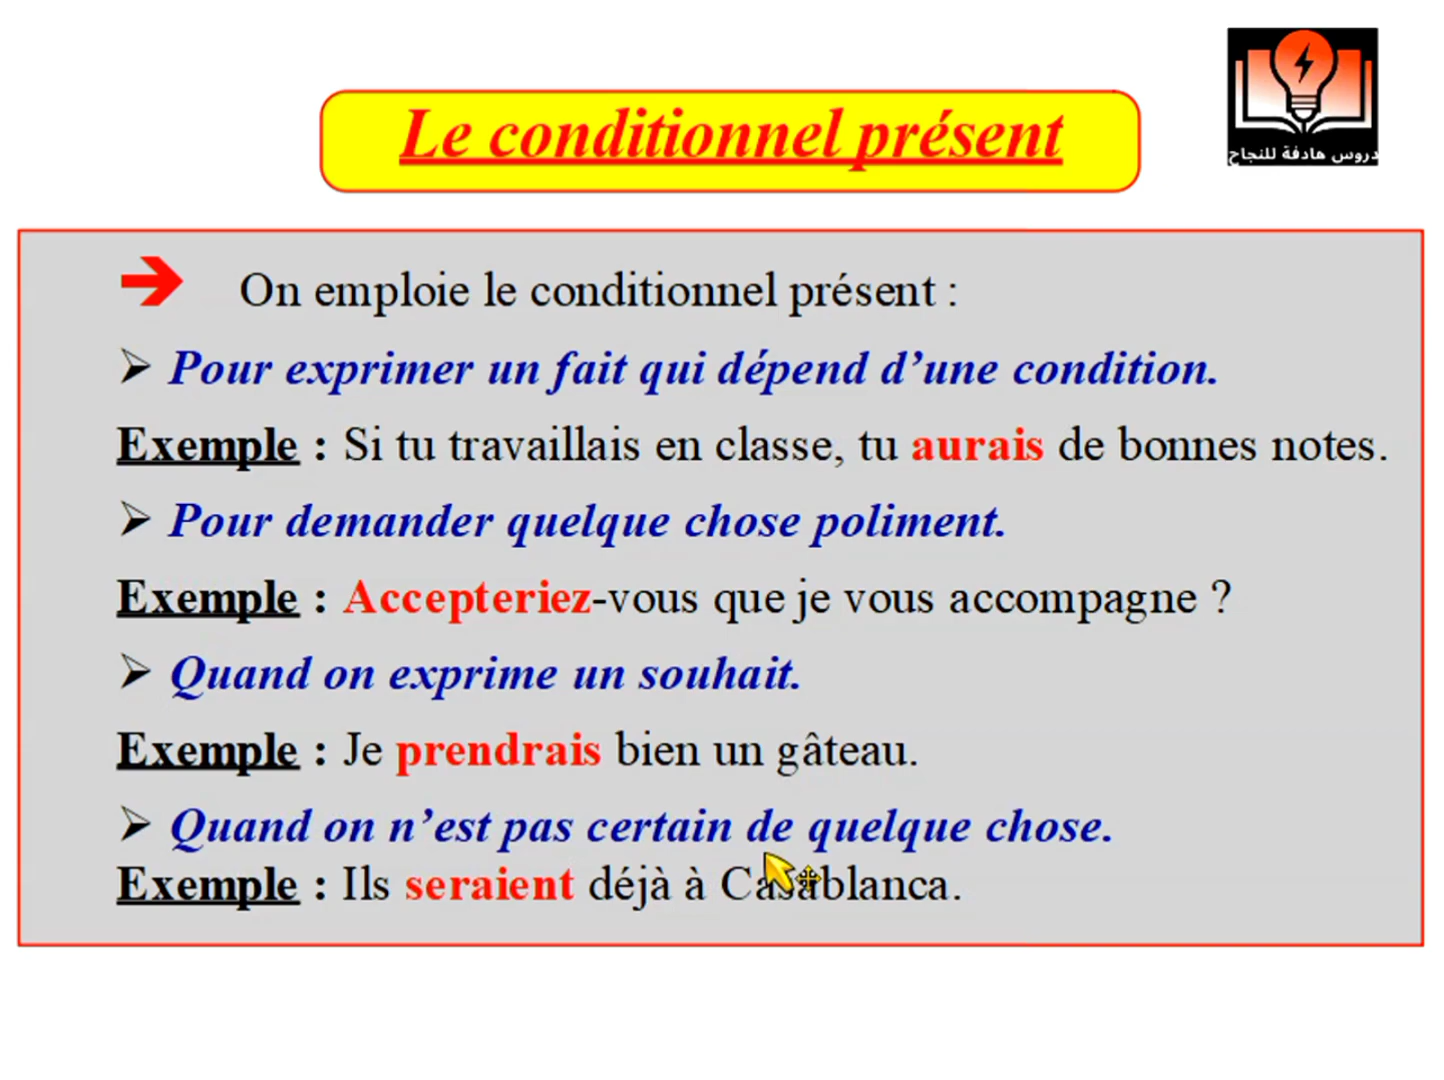 دروس هادفة للنجاح
Le conditionnel présent
On emploie le conditionnel présent :
Pour exprimer un fait qui dépend d’une condition.
Exemple : Si tu travaillais en classe, tu aurais de bonnes notes.
Pour demander quelque chose poliment.
Exemple : Accepteriez-vous que je vous accompagne ?
Quand on exprime un souhait.
Exemple : Je prendrais bien un gâteau.
Quand on n’est pas certain de quelque chose.
Exemple : Ils seraient déjà à Casablanca.